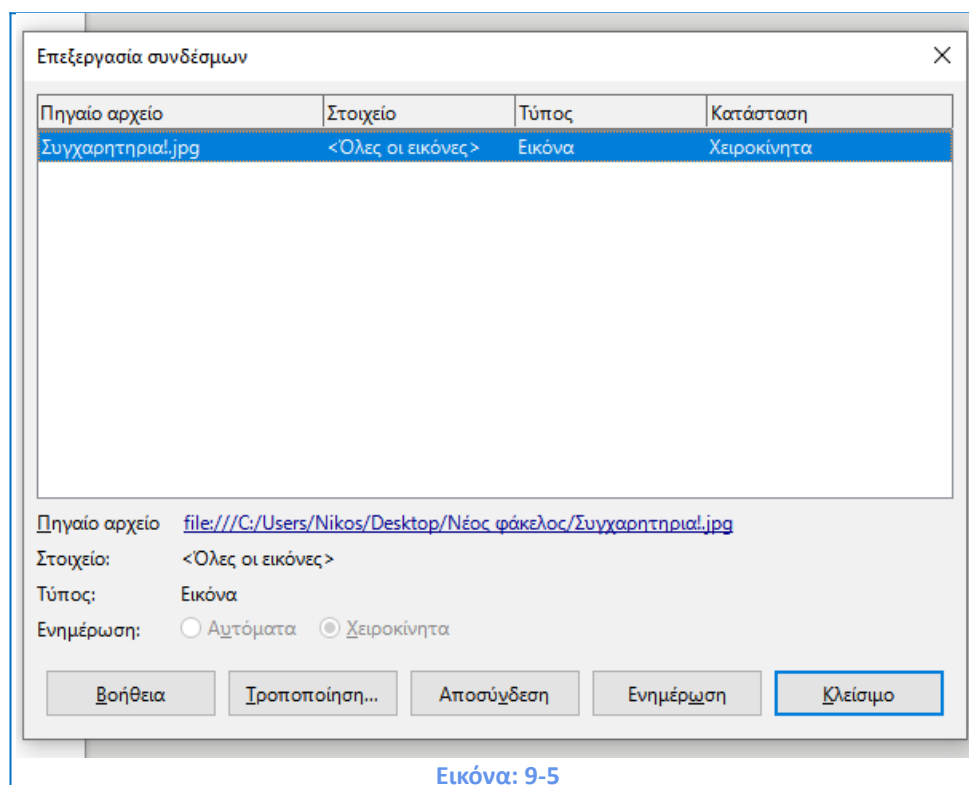 Επεξεργασία συνδέσμων
Πηγαίο αρχείο Στοιχείο Τύπος Κατάσταση
Συγχαρητηρια!.jpg <Όλες οι εικόνες> Εικόνα Χειροκίνητα
Πηγαίο αρχείο file:///C:/Users/Nikos/Desktop/Νέος φάκελος/Συγχαρητηρια!.jpg
Στοιχείο: <Όλες οι εικόνες>
Τύπος: Εικόνα
Ενημέρωση: Αυτόματα Χειροκίνητα
Βοήθεια Τροποποίηση... Αποσύνδεση Ενημέρωση Κλείσιμο
Εικόνα: 9-5